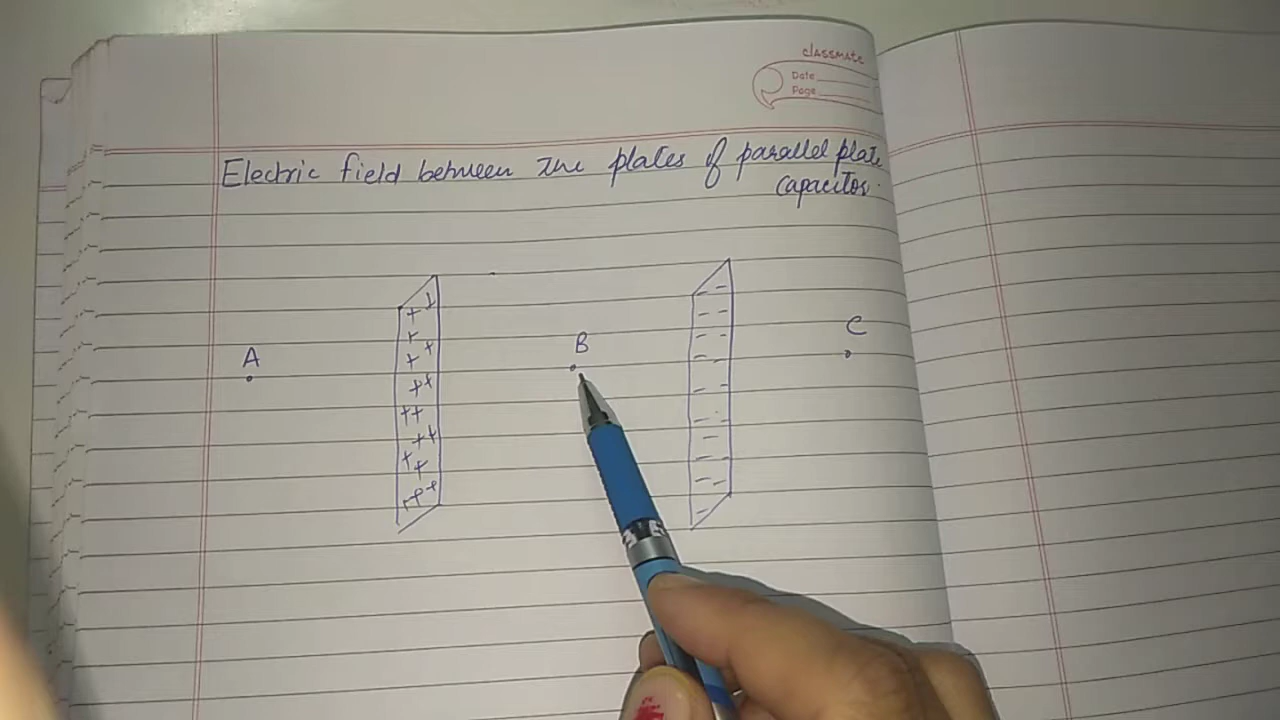 classmate
Date
Page
Electric field between the plates of parallel plate
capacitor.
A
B
C